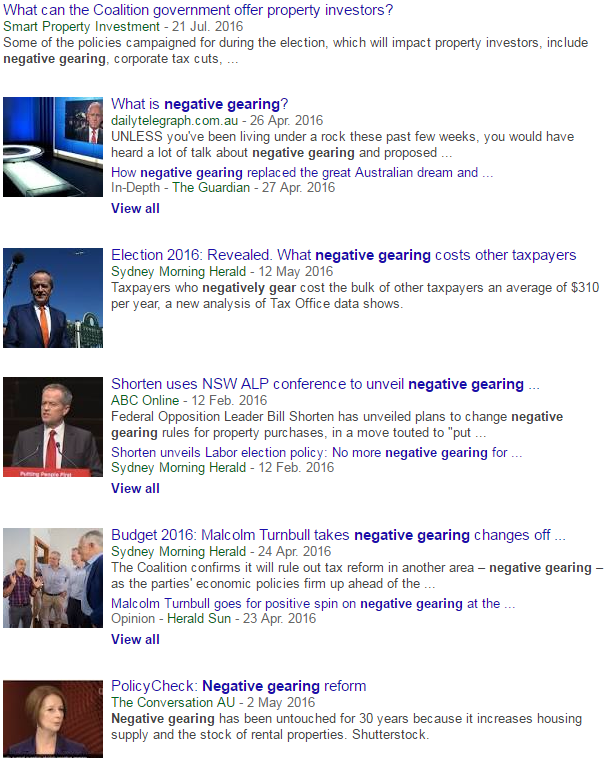 What can the Coalition government offer property investors?
Smart Property Investment - 21 Jul. 2016
Some of the policies campaigned for during the election, which will impact property investors, include
negative gearing, corporate tax cuts, ...
What is negative gearing?
dailytelegraph.com.au - 26 Apr. 2016
UNLESS you've been living under a rock these past few weeks, you would have
heard a lot of talk about negative gearing and proposed ...
How negative gearing replaced the great Australian dream and ...
In-Depth - The Guardian - 27 Apr. 2016
View all
Election 2016: Revealed. What negative gearing costs other taxpayers
Sydney Morning Herald - 12 May 2016
Taxpayers who negatively gear cost the bulk of other taxpayers an average of $310
per year, a new analysis of Tax Office data shows.
Shorten uses NSW ALP conference to unveil negative gearing ...
ABC Online - 12 Feb. 2016
Federal Opposition Leader Bill Shorten has unveiled plans to change negative
gearing rules for property purchases, in a move touted to "put ...
Shorten unveils Labor election policy: No more negative gearing for ...
Sydney Morning Herald - 12 Feb. 2016
View all
Putting People First
Budget 2016: Malcolm Turnbull takes negative gearing changes off ...
Sydney Morning Herald - 24 Apr. 2016
The Coalition confirms it will rule out tax reform in another area – negative gearing –
as the parties' economic policies firm up ahead of the ...
Malcolm Turnbull goes for positive spin on negative gearing at the ...
Opinion - Herald Sun - 23 Apr. 2016
View all
PolicyCheck: Negative gearing reform
The Conversation AU - 2 May 2016
Negative gearing has been untouched for 30 years because it increases housing
supply and the stock of rental properties. Shutterstock.